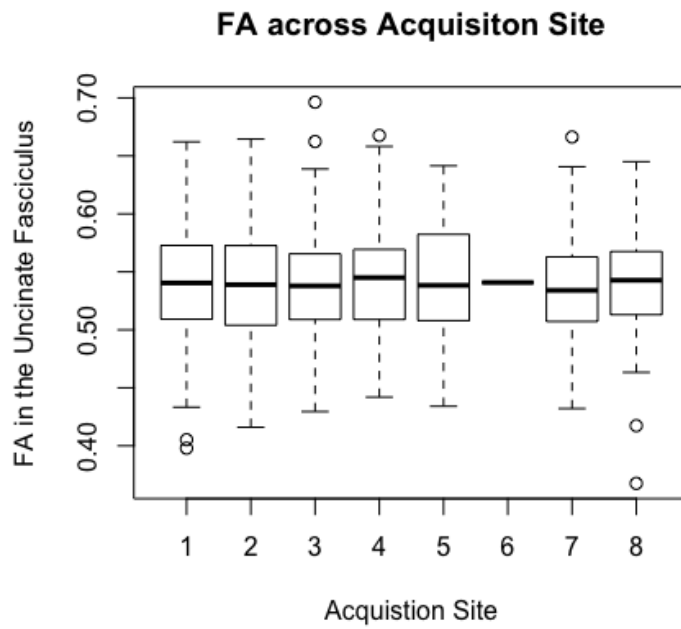 FA across Acquisiton Site
FA in the Uncinate Fasciculus
0.70
0.60
0.50
0.40
1 2 3 4 5 6 7 8
Acquistion Site